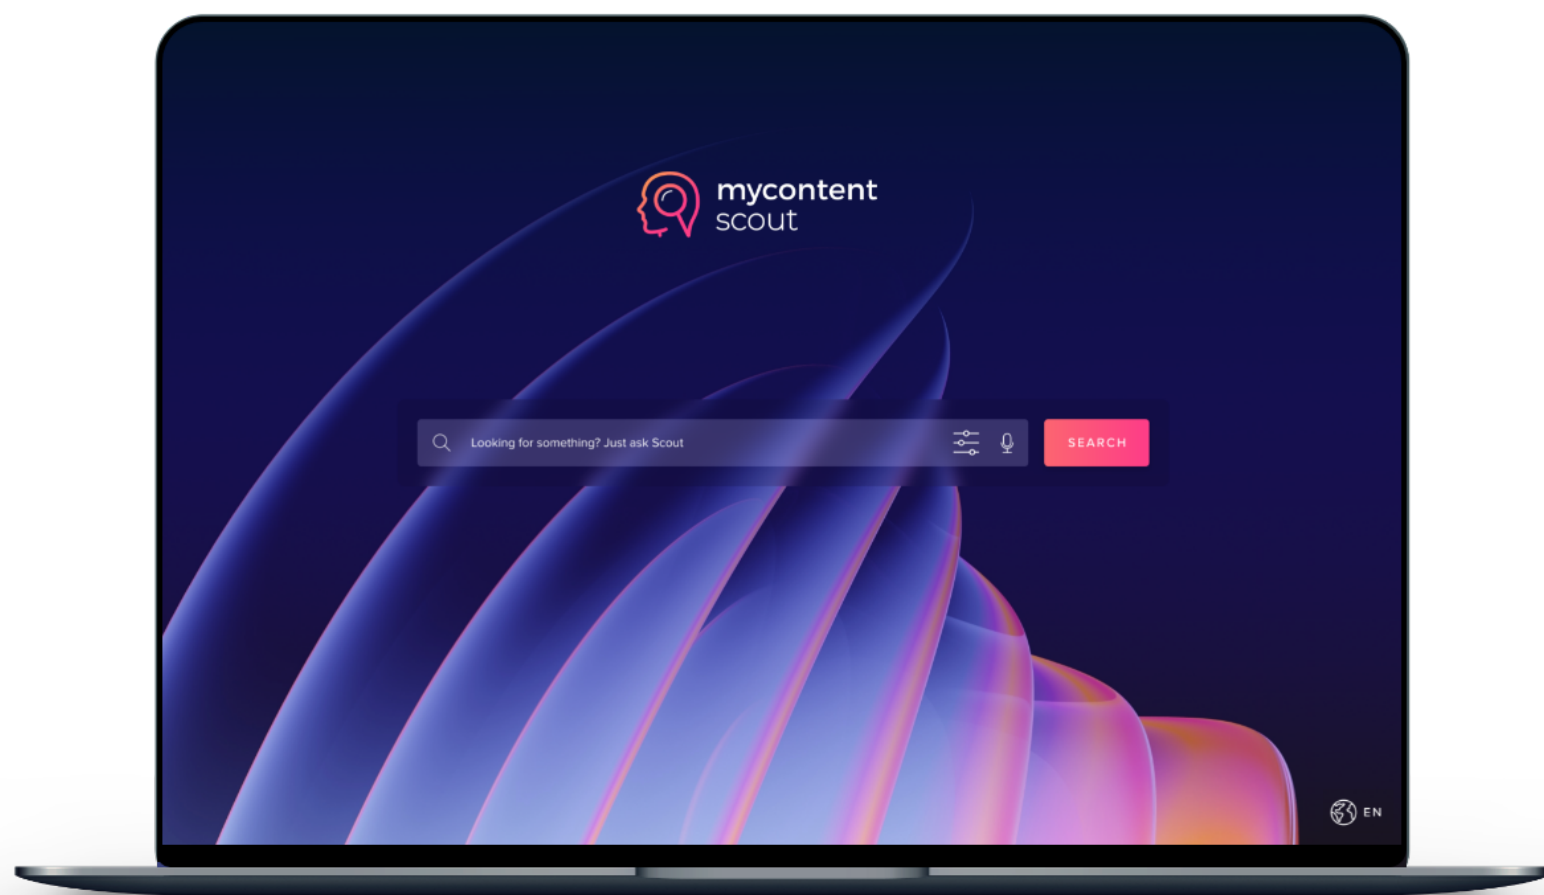 mycontent
scout
Looking for something? Just ask Scout
SEARCH
EN